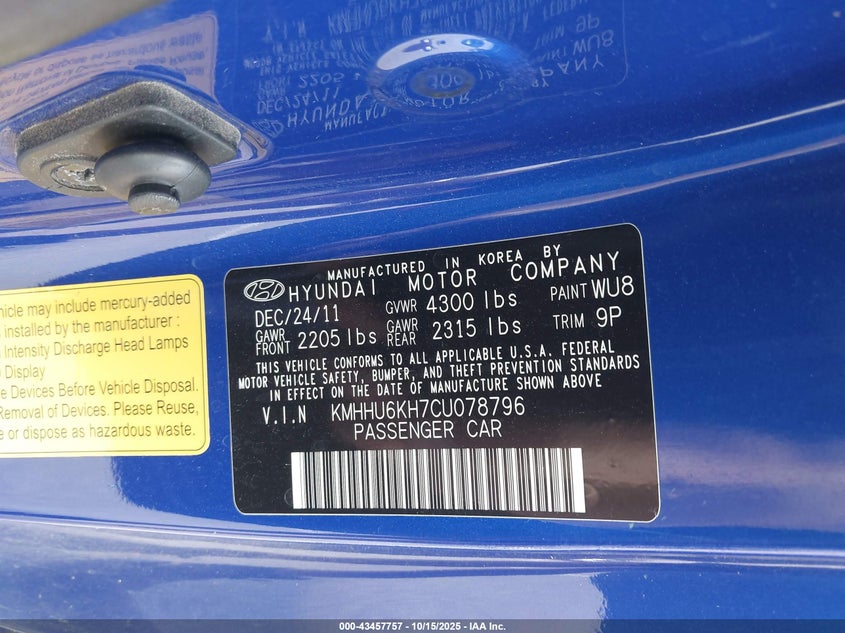 MANUFACTURED IN KOREA BY
HYUNDAI MOTOR COMPANY
DEC/24/11 GVWR 4300 lbs PAINT WU8
GAWR FRONT 2205 lbs GAWR REAR 2315 lbs TRIM 9P
THIS VEHICLE CONFORMS TO ALL APPLICABLE U.S.A. FEDERAL
MOTOR VEHICLE SAFETY, BUMPER, AND THEFT PREVENTION STANDARDS
IN EFFECT ON THE DATE OF MANUFACTURE SHOWN ABOVE
V.I.N KMHHU6KH7CU078796
PASSENGER CAR
hicle may include mercury-added
installed by the manufacturer :
Intensity Discharge Head Lamps
Display
Devices Before Vehicle Disposal.
Removal of Devices. Please Reuse,
or dispose as hazardous waste.
000-43457757 - 10/15/2025 - IAA Inc.